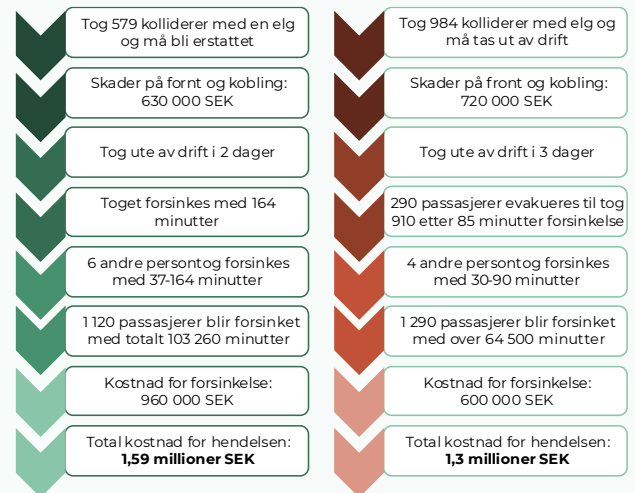 Tog 579 kolliderer med en elg
og må bli erstattet
Skader på fornt og kobling:
630 000 SEK
Tog ute av drift i 2 dager
Toget forsinkes med 164
minutter
6 andre persontog forsinkes
med 37-164 minutter
1 120 passasjerer blir forsinket
med totalt 103 260 minutter
Kostnad for forsinkelse:
960 000 SEK
Total kostnad for hendelsen:
1,59 millioner SEK
Tog 984 kolliderer med elg og
må tas ut av drift
Skader på front og kobling:
720 000 SEK
Tog ute av drift i 3 dager
290 passasjerer evakueres til tog
910 etter 85 minutter forsinkelse
4 andre persontog forsinkes
med 30-90 minutter
1 290 passasjerer blir forsinket
med over 64 500 minutter
Kostnad for forsinkelse:
600 000 SEK
Total kostnad for hendelsen:
1,3 millioner SEK